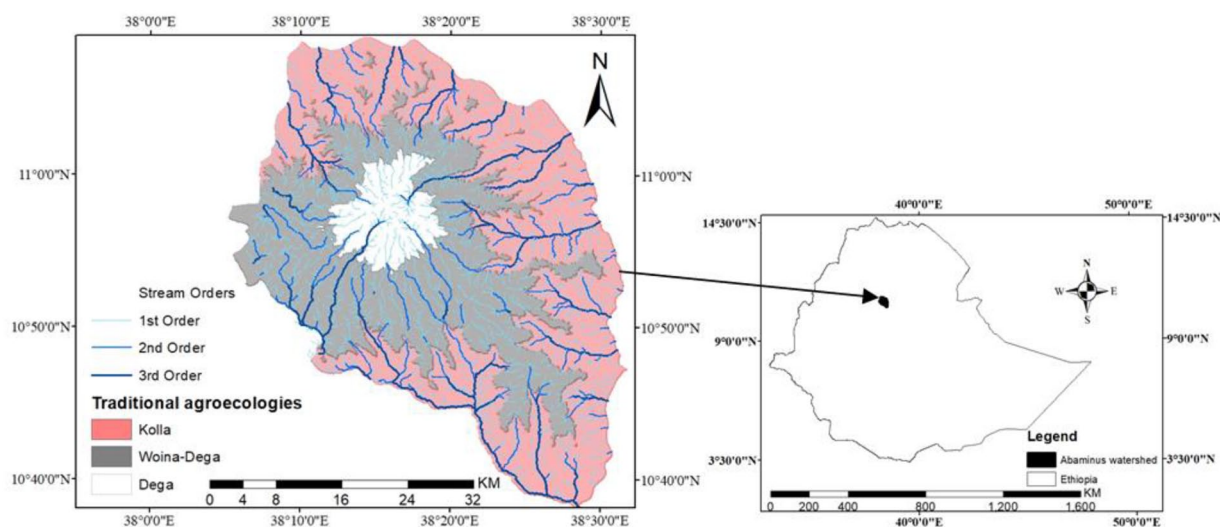 38°0'0"E 38°10'0"E 38°20'0"E 38°30'0"E
N
11°0'0"N 11°0'0"N
10°50'0"N 10°50'0"N
10°40'0"N 10°40'0"N
Stream Orders
1st Order
2nd Order
3rd Order
Traditional agroecologies
Kolla
Woina-Dega
Dega
KM
0 4 8 16 24 32
38°0'0"E 38°10'0"E 38°20'0"E 38°30'0"E
40°0'0"E 50°0'0"E
14°30'0"N 14°30'0"N
N
W E
S
9°0'0"N 9°0'0"N
3°30'0"N 3°30'0"N
Legend
Abaminus watershed
Ethiopia
KM
0 200 400 800 1,200 1,600
40°0'0"E 50°0'0"E